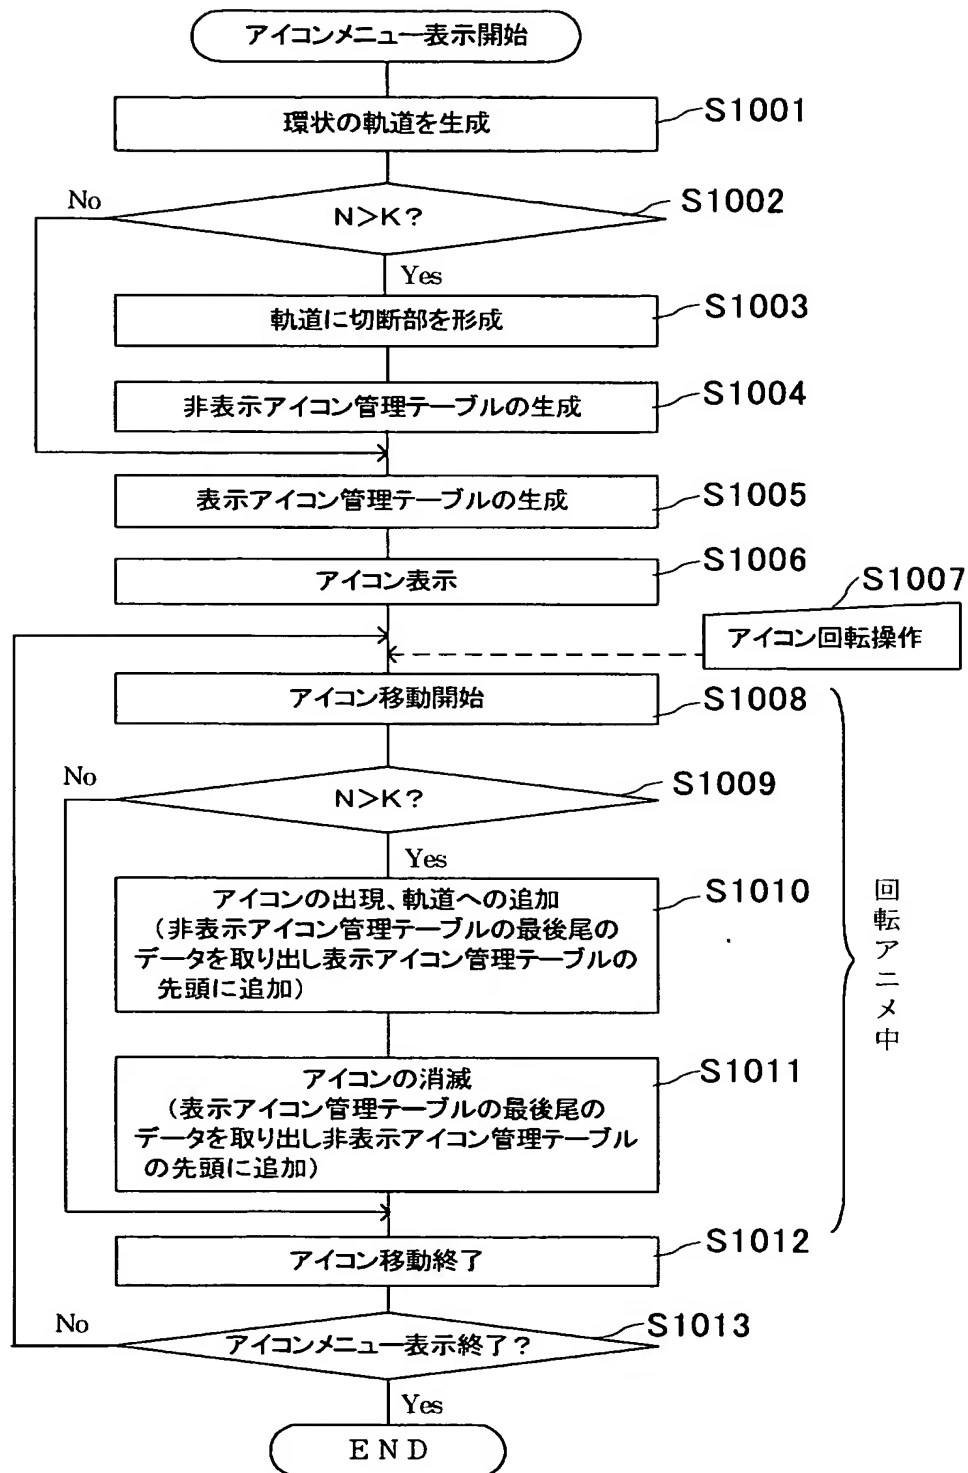 アイコンメニュー表示開始
環状の軌道を生成
S1001
N>K?
S1002
No
Yes
軌道に切断部を形成
S1003
非表示アイコン管理テーブルの生成
S1004
表示アイコン管理テーブルの生成
S1005
アイコン表示
S1006
S1007
アイコン回転操作
アイコン移動開始
S1008
N>K?
S1009
No
Yes
アイコンの出現、軌道への追加
(非表示アイコン管理テーブルの最後尾の
データを取り出し表示アイコン管理テーブルの
先頭に追加)
S1010
アイコンの消滅
(表示アイコン管理テーブルの最後尾の
データを取り出し非表示アイコン管理テーブル
の先頭に追加)
S1011
回転アニメ中
アイコン移動終了
S1012
アイコンメニュー表示終了?
S1013
No
Yes
END